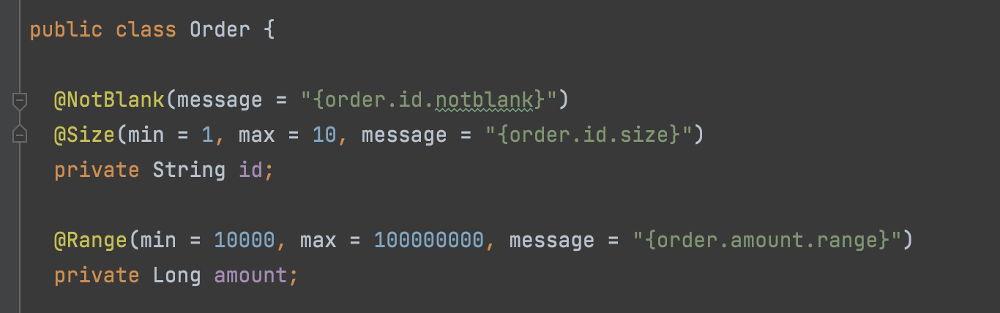 public class Order {
@NotBlank(message = "{order.id.notblank}")
@Size(min = 1, max = 10, message = "{order.id.size}")
private String id;
@Range(min = 10000, max = 100000000, message = "{order.amount.range}")
private Long amount;